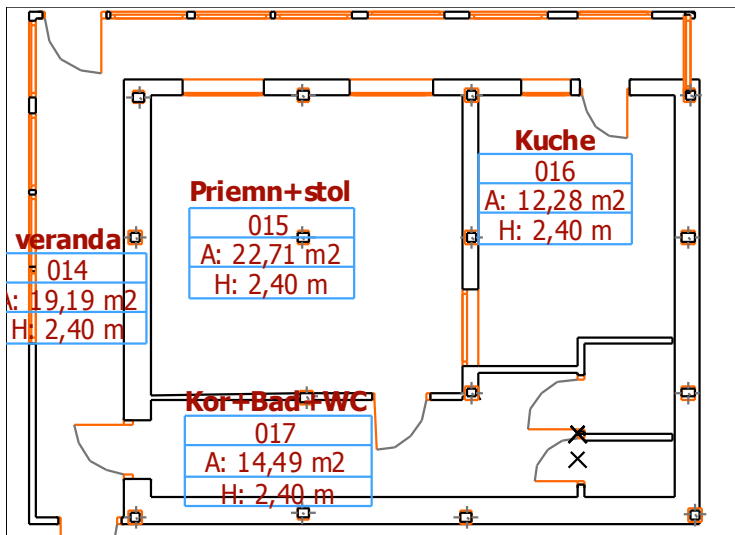 Kuche
016
A: 12,28 m2
H: 2,40 m
Priemn+stol
015
A: 22,71 m2
H: 2,40 m
veranda
014
A: 19,19 m2
H: 2,40 m
Kor+Bad+WC
017
A: 14,49 m2
H: 2,40 m